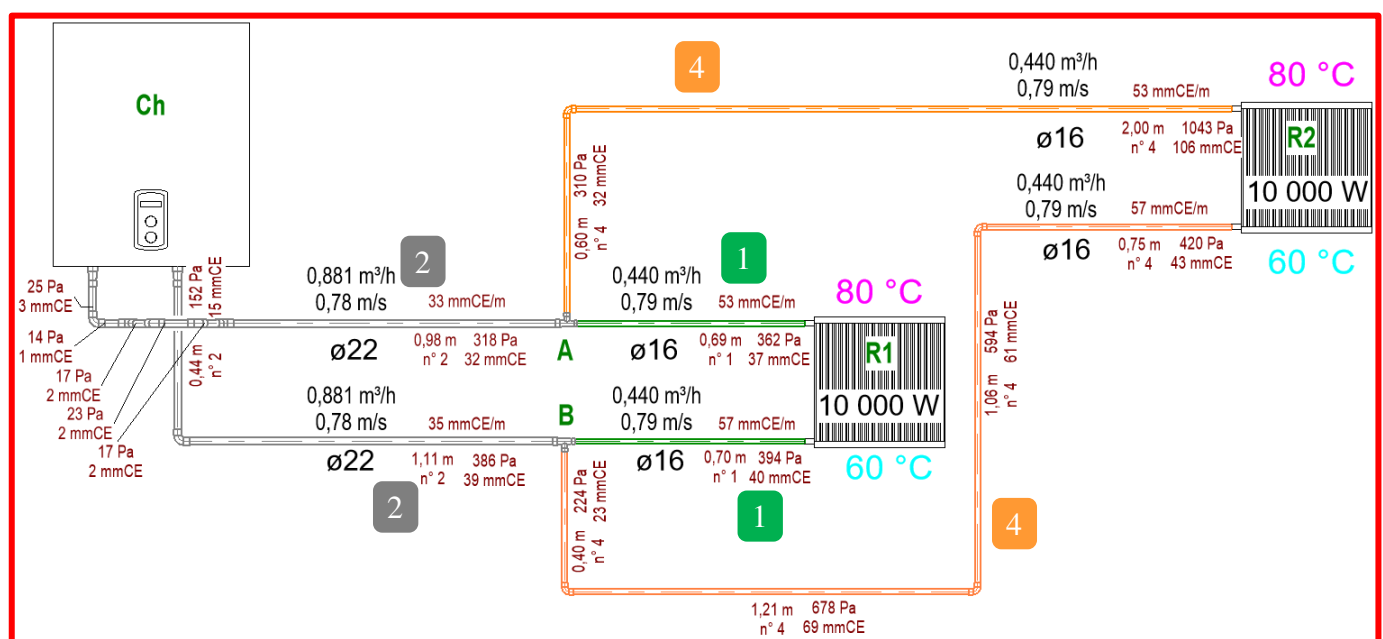 Ch
25 Pa
3 mmCE
14 Pa
1 mmCE
17 Pa
2 mmCE
23 Pa
2 mmCE
17 Pa
2 mmCE
152 Pa
15 mmCE
0,44 m
n° 2
0,881 m³/h
0,78 m/s
2
33 mmCE/m
ø22
0,98 m 318 Pa
n° 2 32 mmCE
0,881 m³/h
0,78 m/s
35 mmCE/m
ø22
1,11 m 386 Pa
n° 2 39 mmCE
2
A
B
4
310 Pa
32 mmCE
0,60 m
n° 4
0,440 m³/h
0,79 m/s
1
53 mmCE/m
ø16
0,69 m 362 Pa
n° 1 37 mmCE
0,440 m³/h
0,79 m/s
57 mmCE/m
ø16
0,70 m 394 Pa
n° 1 40 mmCE
1
80 °C
R1
10 000 W
60 °C
224 Pa
23 mmCE
0,40 m
n° 4
1,21 m 678 Pa
n° 4 69 mmCE
4
594 Pa
61 mmCE
1,06 m
n° 4
0,440 m³/h
0,79 m/s
53 mmCE/m
ø16
2,00 m 1043 Pa
n° 4 106 mmCE
0,440 m³/h
0,79 m/s
57 mmCE/m
ø16
0,75 m 420 Pa
n° 4 43 mmCE
80 °C
R2
10 000 W
60 °C